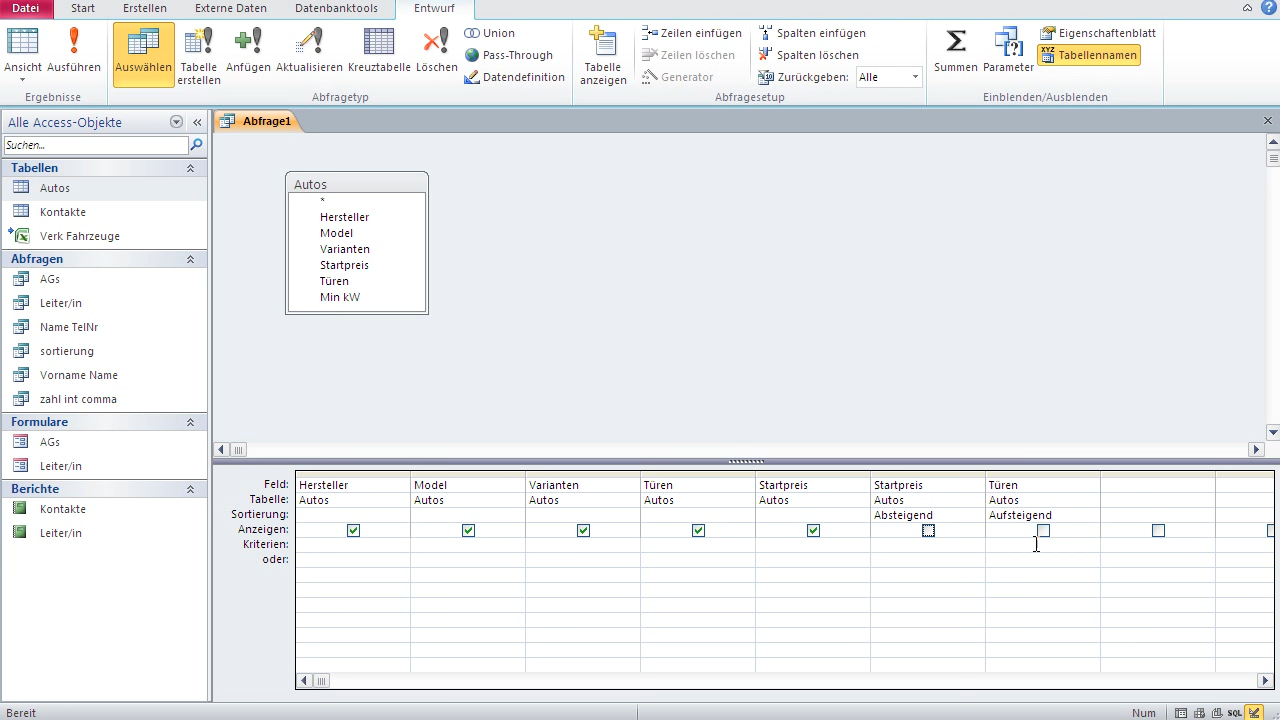 Datei Start Erstellen Externe Daten Datenbanktools Entwurf
Ansicht Ausführen Auswählen Tabelle erstellen Anfügen Aktualisieren Kreuztabelle Löschen
Union
Pass-Through
Datendefinition
Tabelle anzeigen
Zeilen einfügen
Zeilen löschen
Generator
Spalten einfügen
Spalten löschen
Zurückgeben: Alle
Summen Parameter
Eigenschaftenblatt
XYZ Tabellennamen
Ergebnisse Abfragetyp Abfragesetup Einblenden/Ausblenden
Alle Access-Objekte
Suchen...
Tabellen
Autos
Kontakte
Verk Fahrzeuge
Abfragen
AGs
Leiter/in
Name TelNr
sortierung
Vorname Name
zahl int comma
Formulare
AGs
Leiter/in
Berichte
Kontakte
Leiter/in
Abfrage1
Autos
*
Hersteller
Model
Varianten
Startpreis
Türen
Min kW
Feld: Hersteller Model Varianten Türen Startpreis Startpreis Türen
Tabelle: Autos Autos Autos Autos Autos Autos Autos
Sortierung: Absteigend Aufsteigend
Anzeigen:
Kriterien:
oder:
Bereit Num SQL